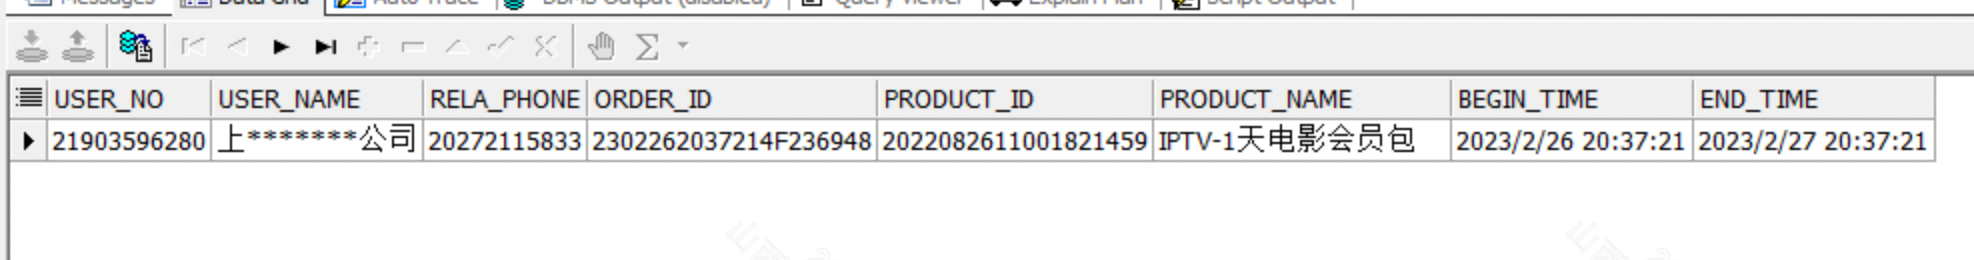 Messages Data Grid Auto Trace DBMS Output (disabled) Query Viewer Explain Plan Script Output
USER_NO USER_NAME RELA_PHONE ORDER_ID PRODUCT_ID PRODUCT_NAME BEGIN_TIME END_TIME
21903596280 上*******公司 20272115833 2302262037214F236948 2022082611001821459 IPTV-1天电影会员包 2023/2/26 20:37:21 2023/2/27 20:37:21